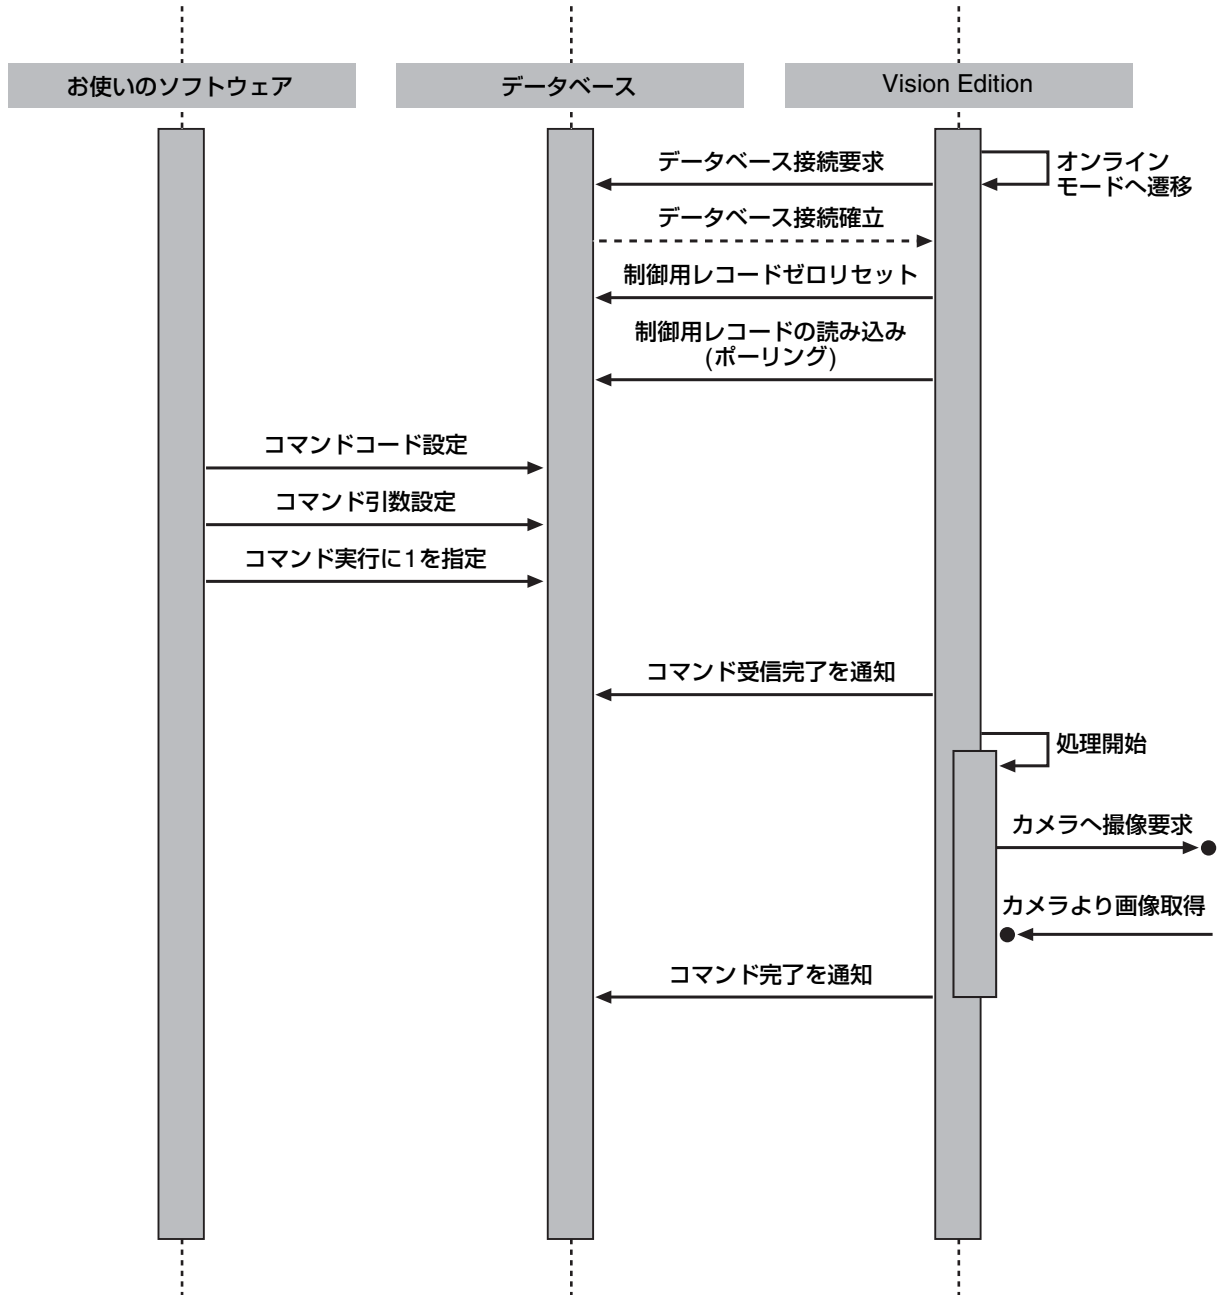 お使いのソフトウェア
データベース
Vision Edition
データベース接続要求
オンライン
モードへ遷移
データベース接続確立
制御用レコードゼロリセット
制御用レコードの読み込み
(ポーリング)
コマンドコード設定
コマンド引数設定
コマンド実行に1を指定
コマンド受信完了を通知
処理開始
カメラへ撮像要求
カメラより画像取得
コマンド完了を通知